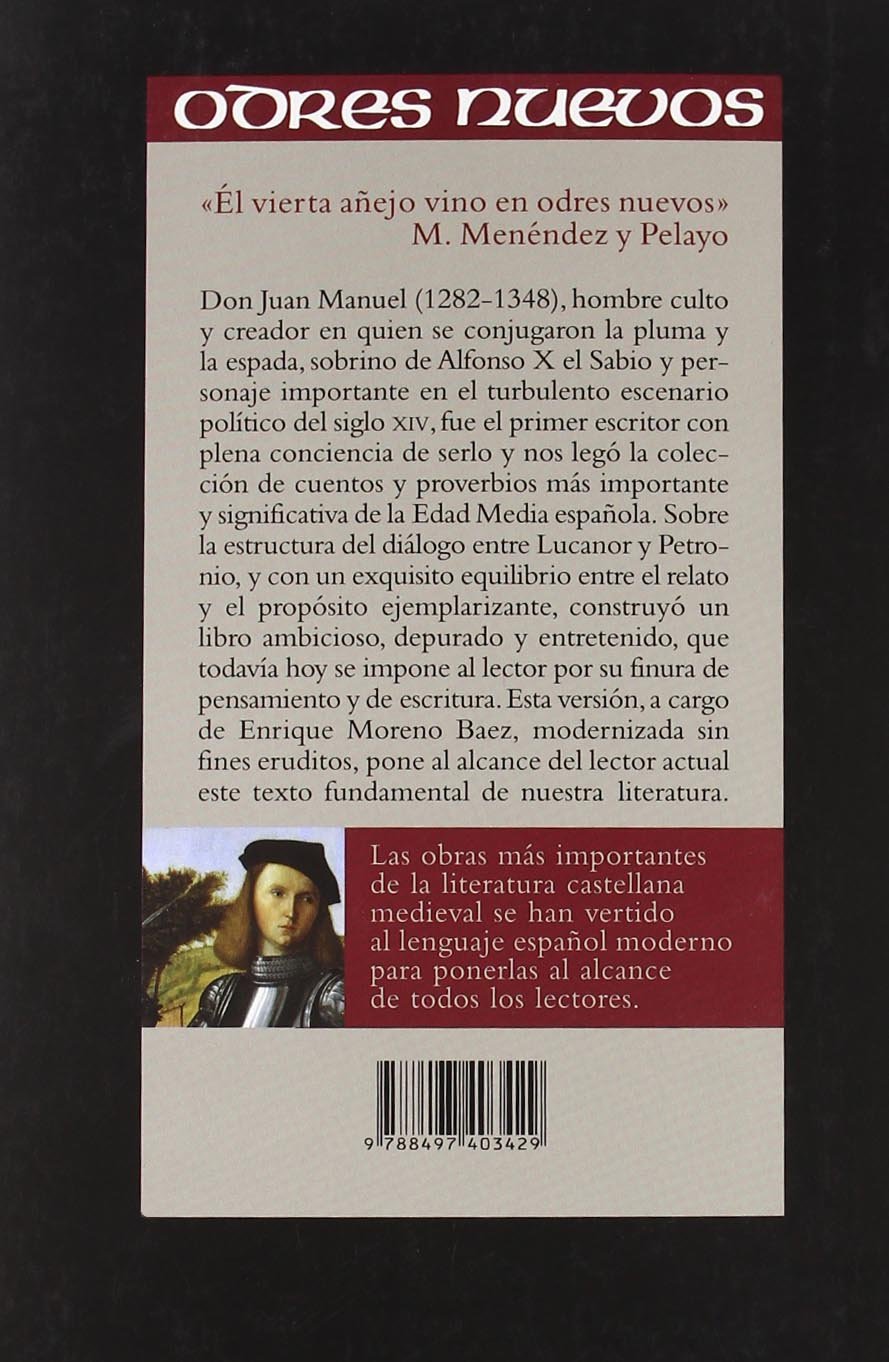 ODRES NUEVOS
«Él vierta añejo vino en odres nuevos»
M. Menéndez y Pelayo
Don Juan Manuel (1282-1348), hombre culto
y creador en quien se conjugaron la pluma y
la espada, sobrino de Alfonso X el Sabio y per-
sonaje importante en el turbulento escenario
político del siglo XIV, fue el primer escritor con
plena conciencia de serlo y nos legó la colec-
ción de cuentos y proverbios más importante
y significativa de la Edad Media española. Sobre
la estructura del diálogo entre Lucanor y Petro-
nio, y con un exquisito equilibrio entre el relato
y el propósito ejemplarizante, construyó un
libro ambicioso, depurado y entretenido, que
todavía hoy se impone al lector por su finura de
pensamiento y de escritura. Esta versión, a cargo
de Enrique Moreno Baez, modernizada sin
fines eruditos, pone al alcance del lector actual
este texto fundamental de nuestra literatura.
Las obras más importantes
de la literatura castellana
medieval se han vertido
al lenguaje español moderno
para ponerlas al alcance
de todos los lectores.
9 788497 403429